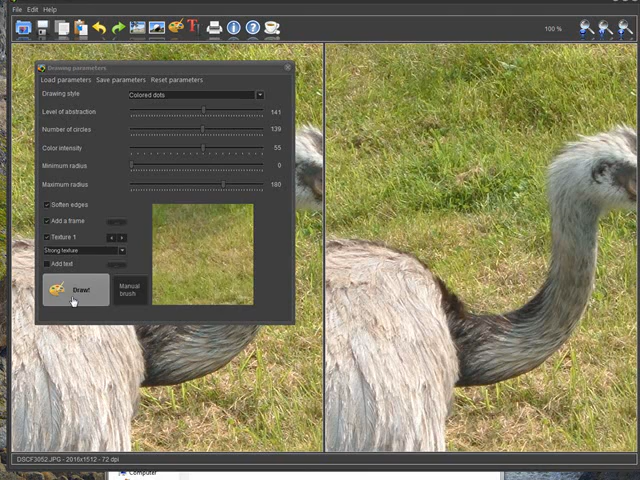 File Edit Help
100 %
Drawing parameters
Load parameters Save parameters Reset parameters
Drawing style Colored dots
Level of abstraction 141
Number of circles 139
Color intensity 55
Minimum radius 0
Maximum radius 180
Soften edges
Add a frame ...
Texture 1
Strong texture
Add text ...
Draw!
Manual
brush
DSCF3052.JPG - 2016x1512 - 72 dpi
Computer